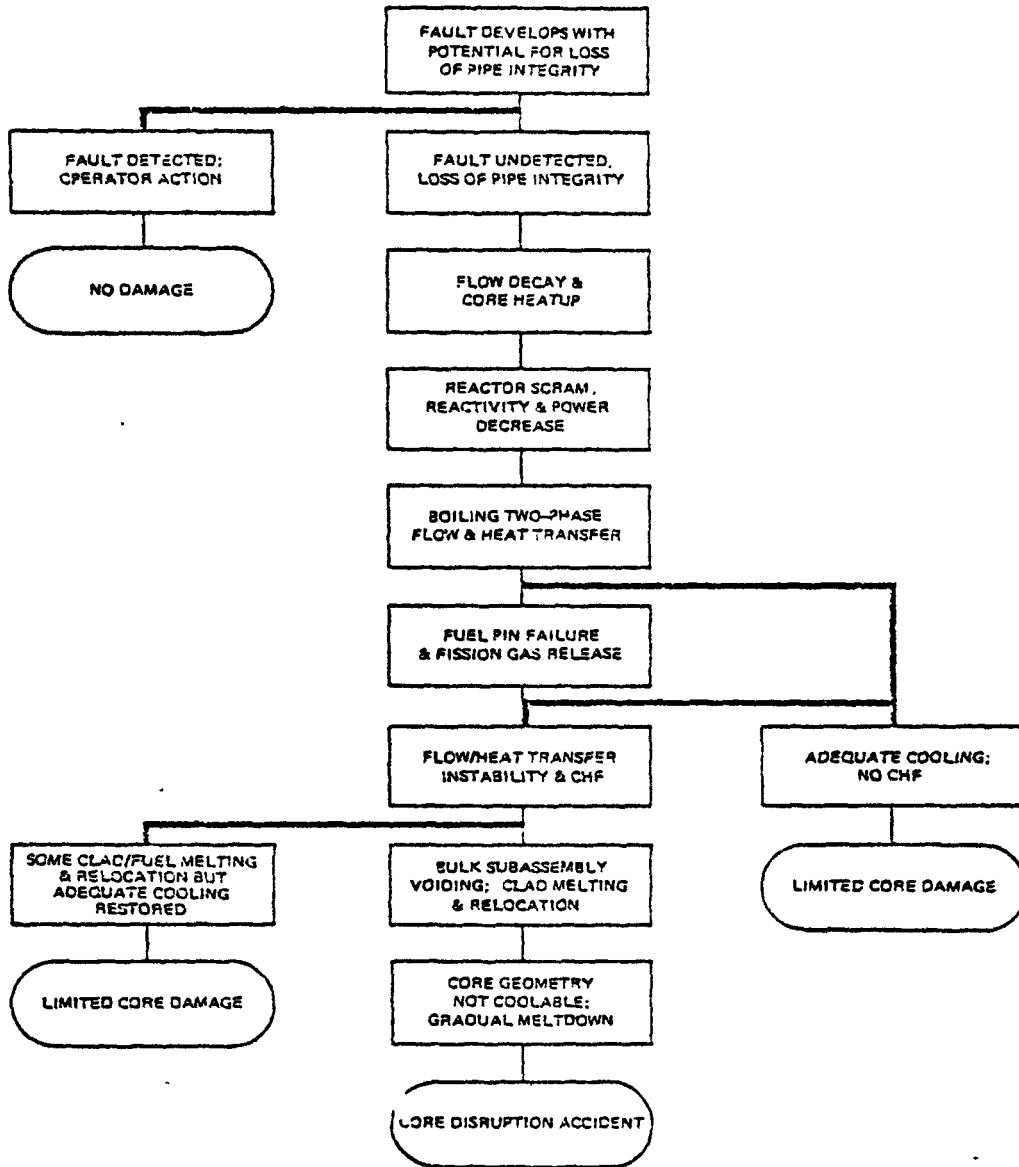 FAULT DEVELOPS WITH
POTENTIAL FOR LOSS
OF PIPE INTEGRITY
FAULT DETECTED;
OPERATOR ACTION
FAULT UNDETECTED,
LOSS OF PIPE INTEGRITY
NO DAMAGE
FLOW DECAY &
CORE HEATUP
REACTOR SCRAM,
REACTIVITY & POWER
DECREASE
BOILING TWO-PHASE
FLOW & HEAT TRANSFER
FUEL PIN FAILURE
& FISSION GAS RELEASE
FLOW/HEAT TRANSFER
INSTABILITY & CHF
ADEQUATE COOLING;
NO CHF
SOME CLAD/FUEL MELTING
& RELOCATION BUT
ADEQUATE COOLING
RESTORED
BULK SUBASSEMBLY
VOIDING; CLAD MELTING
& RELOCATION
LIMITED CORE DAMAGE
LIMITED CORE DAMAGE
CORE GEOMETRY
NOT COOLABLE;
GRADUAL MELTDOWN
CORE DISRUPTION ACCIDENT